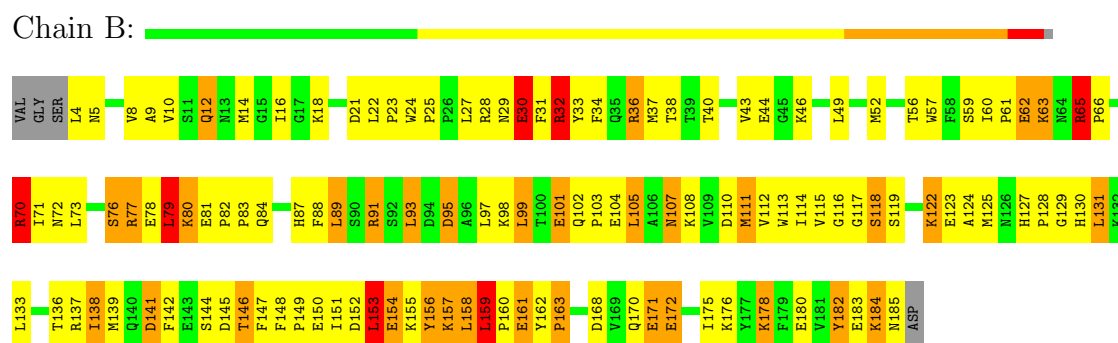 Chain B:
VAL GLY SER L4 N5 V8 A9 V10 S11 Q12 N13 M14 G15 I16 G17 K18 D21 L22 P23 W24 P25 P26 L27 R28 N29 E30 F31 R32 Y33 F34 Q35 R36 M37 T38 T39 T40 V43 E44 G45 K46 L49 M52 T56 W57 F58 S59 I60 P61 E62 K63 N64 R65 P66
R70 I71 N72 L73 S76 R77 E78 L79 K80 E81 P82 P83 Q84 H87 F88 L89 S90 R91 S92 L93 D94 D95 A96 L97 K98 L99 T100 E101 Q102 P103 E104 L105 A106 N107 K108 V109 D110 M111 V112 W113 I114 V115 G116 G117 S118 S119 K122 E123 A124 M125 N126 H127 P128 G129 H130 L131 K132
L133 T136 R137 I138 M139 Q140 D141 F142 E143 S144 D145 T146 F147 F148 P149 E150 I151 D152 L153 E154 K155 Y156 K157 L158 L159 P160 E161 Y162 P163 D168 V169 Q170 E171 E172 I175 K176 Y177 K178 F179 E180 V181 Y182 E183 K184 N185 ASP